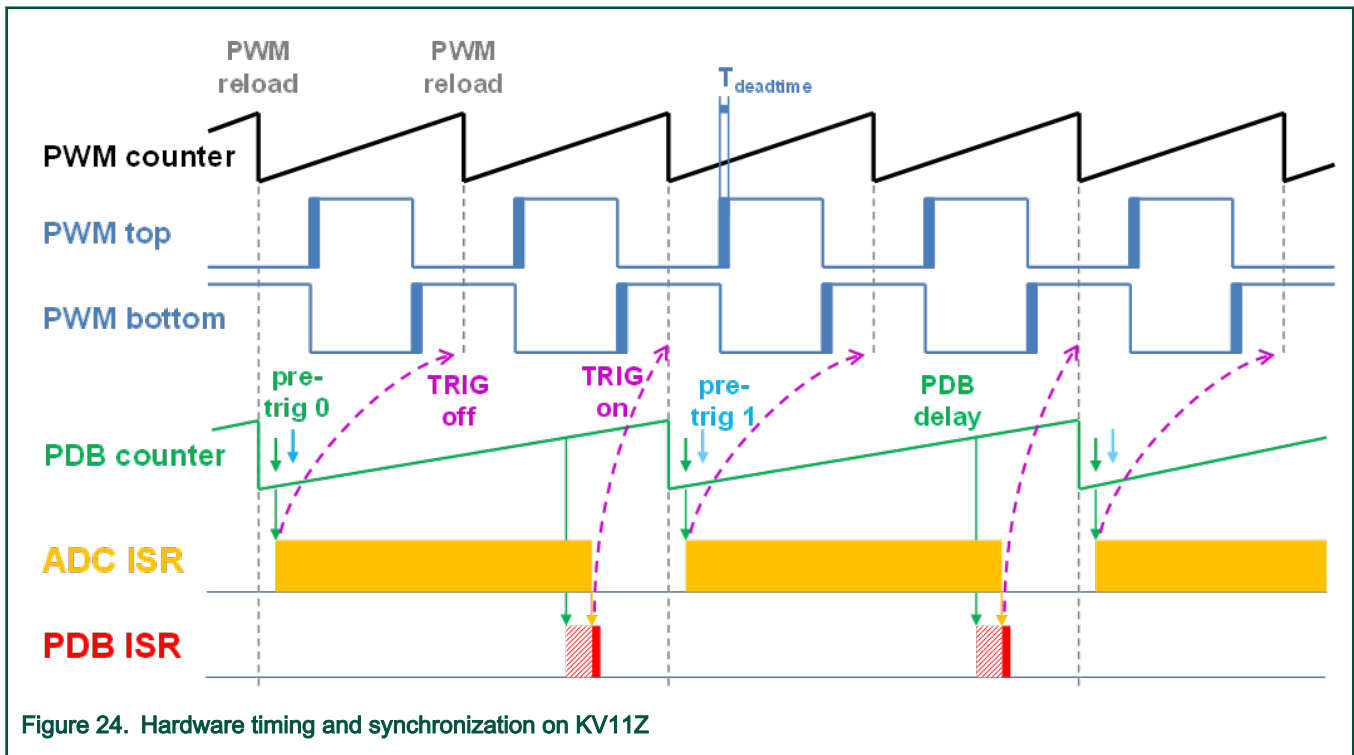 PWM
reload
PWM
reload
Tdeadtime
PWM counter
PWM top
PWM bottom
pre-
trig 0
TRIG
off
TRIG
on
pre-
trig 1
PDB
delay
PDB counter
ADC ISR
PDB ISR
Figure 24. Hardware timing and synchronization on KV11Z